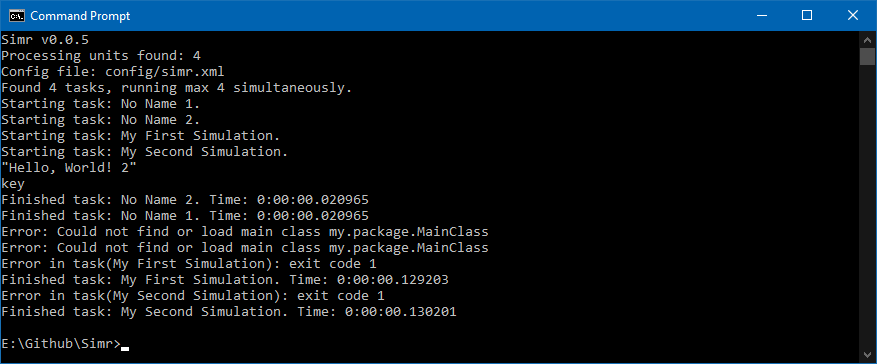 Command Prompt
Simr v0.0.5
Processing units found: 4
Config file: config/simr.xml
Found 4 tasks, running max 4 simultaneously.
Starting task: No Name 1.
Starting task: No Name 2.
Starting task: My First Simulation.
Starting task: My Second Simulation.
"Hello, World! 2"
key
Finished task: No Name 2. Time: 0:00:00.020965
Finished task: No Name 1. Time: 0:00:00.020965
Error: Could not find or load main class my.package.MainClass
Error: Could not find or load main class my.package.MainClass
Error in task(My First Simulation): exit code 1
Finished task: My First Simulation. Time: 0:00:00.129203
Error in task(My Second Simulation): exit code 1
Finished task: My Second Simulation. Time: 0:00:00.130201
E:\Github\Simr>